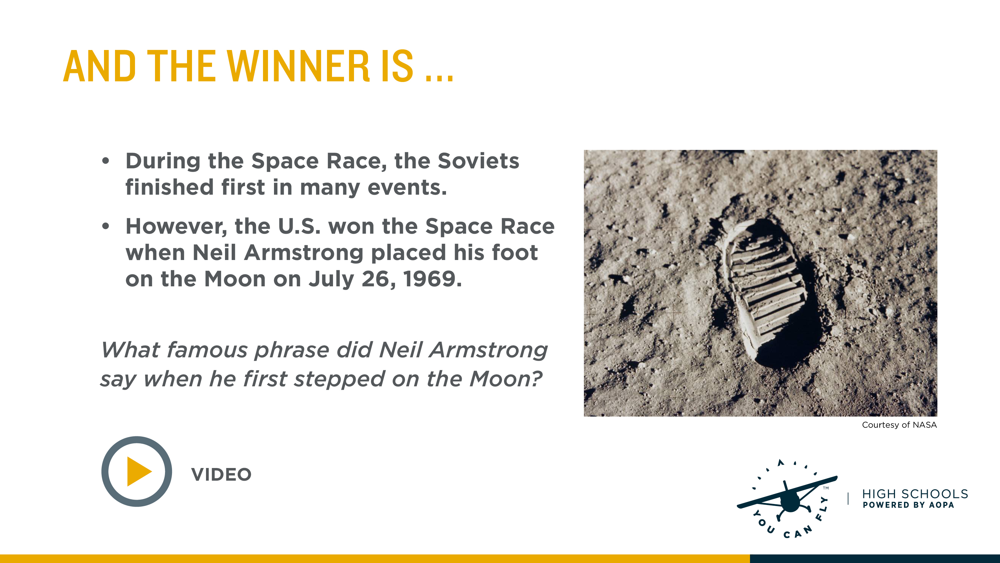 AND THE WINNER IS ...
• During the Space Race, the Soviets
finished first in many events.
• However, the U.S. won the Space Race
when Neil Armstrong placed his foot
on the Moon on July 26, 1969.
What famous phrase did Neil Armstrong
say when he first stepped on the Moon?
Courtesy of NASA
VIDEO
YOU CAN FLY
TM
HIGH SCHOOLS
POWERED BY AOPA